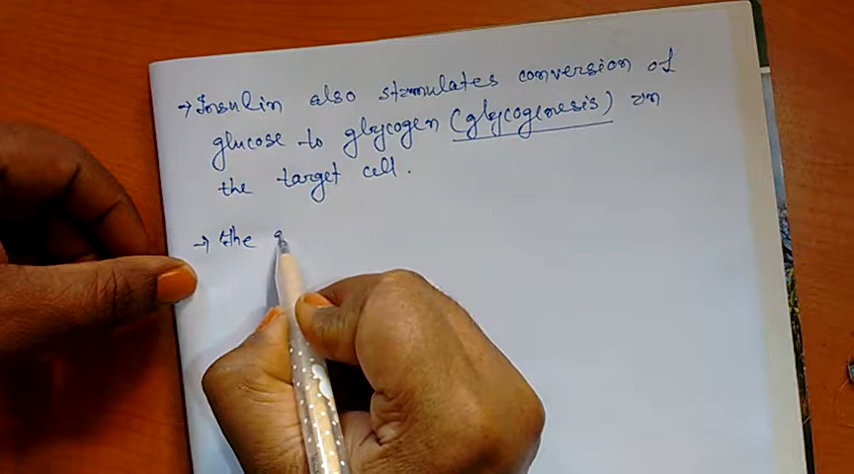 → Insulin also stimulates conversion of
glucose to glycogen (glycogenesis) in
the target cell.
→ the